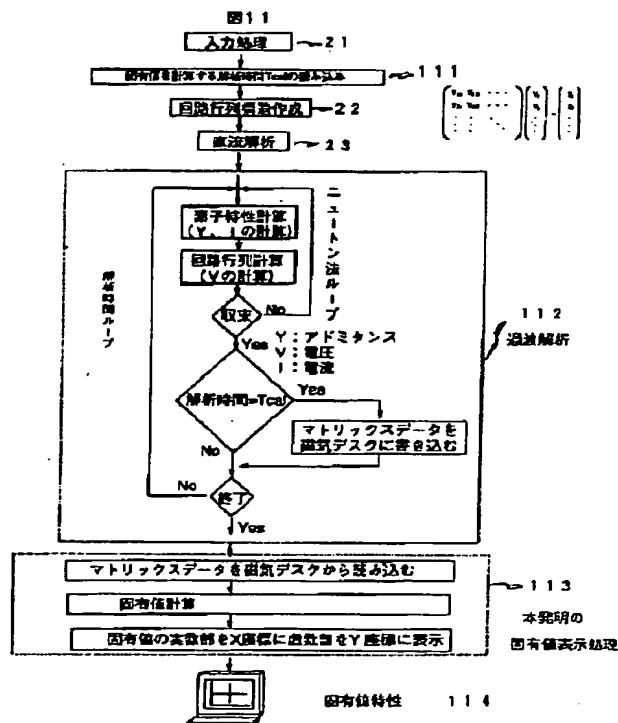 図11
入力処理
21
固有値を計算する解析時間Tcalの読み込み
111
回路行列構造作成
22
直流解析
23
解析時間ループ
ニュートン法ループ
素子特性計算
(Y、Iの計算)
回路行列計算
(Vの計算)
収束
No
Yes
Y:アドミタンス
V:電圧
I:電流
解析時間=Tcal
Yes
マトリックスデータを
磁気デスクに書き込む
No
No
終了
Yes
112
過渡解析
マトリックスデータを磁気デスクから読み込む
固有値計算
固有値の実数部をX座標に虚数部をY座標に表示
113
本発明の
固有値表示処理
固有値特性
114